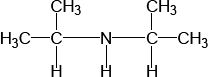 CH₃ CH₃
H₃C N CH₃
H H H